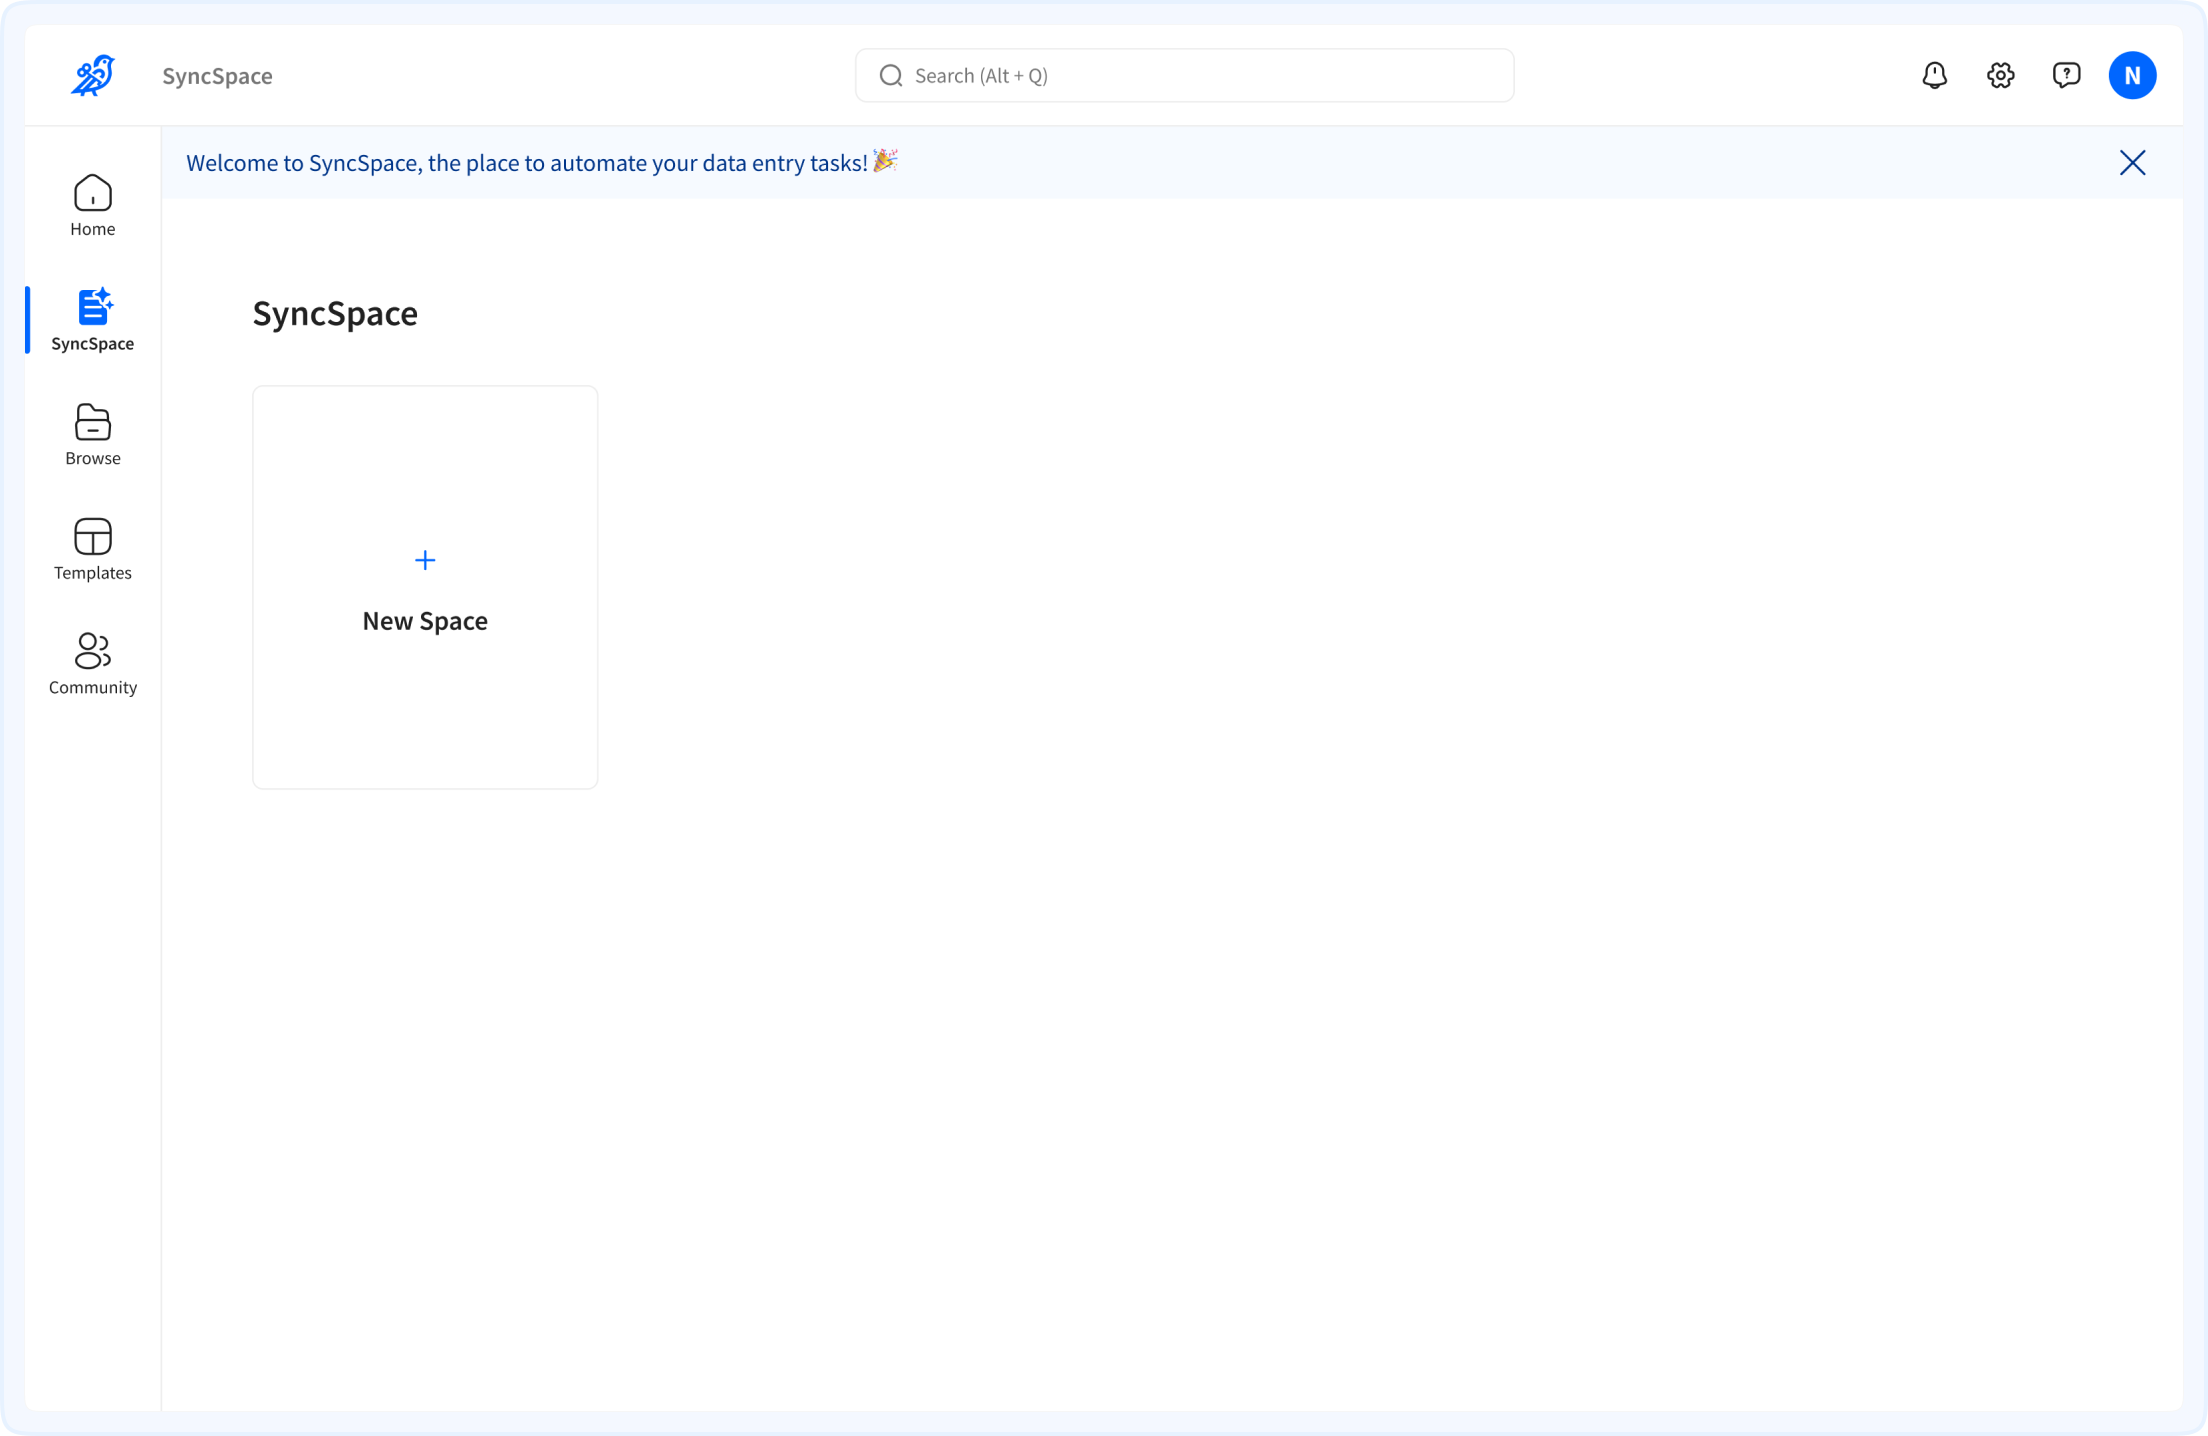 SyncSpace
Search (Alt + Q)
N
Welcome to SyncSpace, the place to automate your data entry tasks!🎉
Home
SyncSpace
Browse
Templates
Community
SyncSpace
New Space